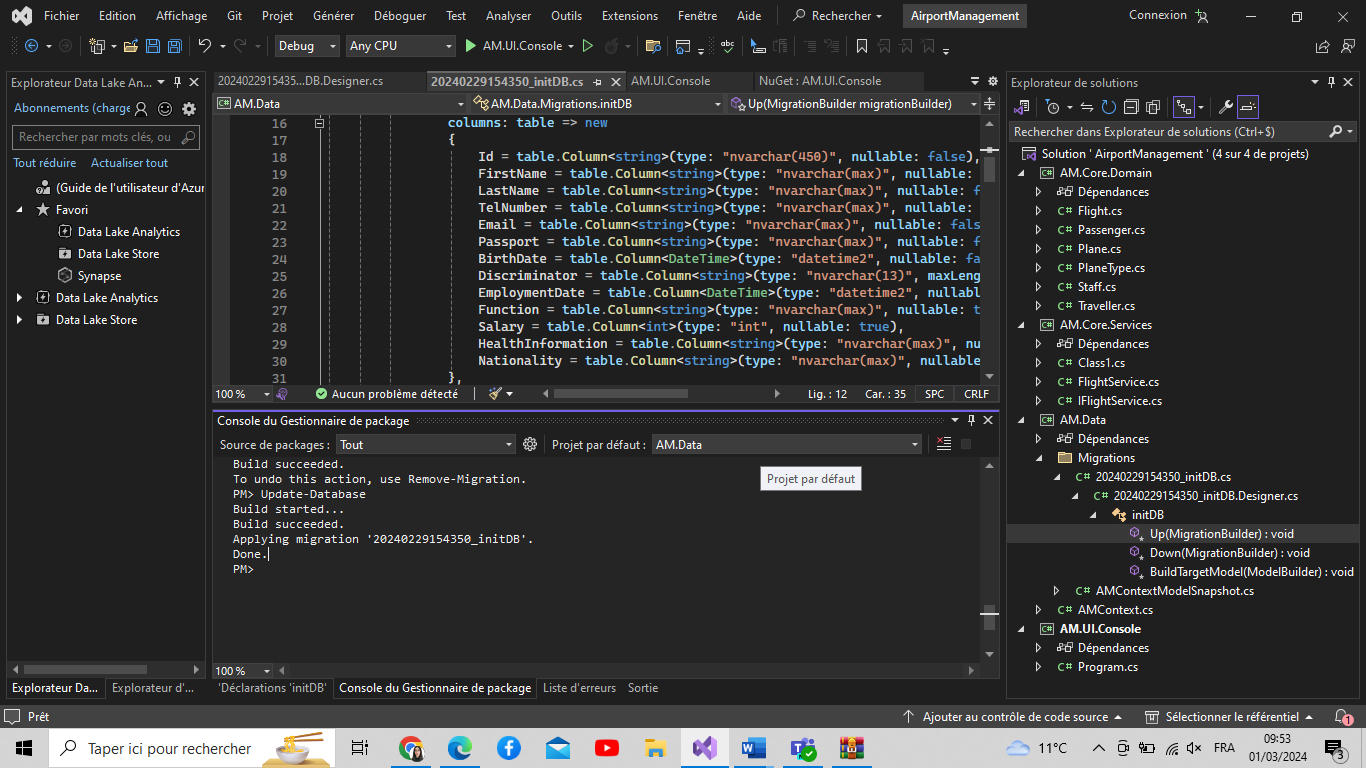 Fichier Edition Affichage Git Projet Générer Déboguer Test Analyser Outils Extensions Fenêtre Aide Rechercher AirportManagement Connexion
Debug Any CPU AM.UI.Console
Explorateur Data Lake An...
Abonnements (charge
Rechercher par mots clés, ou
Tout réduire Actualiser tout
(Guide de l'utilisateur d'Azur
Favori
Data Lake Analytics
Data Lake Store
Synapse
Data Lake Analytics
Data Lake Store
Explorateur Da... Explorateur d'...
2024022915435...DB.Designer.cs 20240229154350_initDB.cs AM.UI.Console NuGet : AM.UI.Console
AM.Data AM.Data.Migrations.initDB Up(MigrationBuilder migrationBuilder)
16 columns: table => new
17 {
18 Id = table.Column<string>(type: "nvarchar(450)", nullable: false),
19 FirstName = table.Column<string>(type: "nvarchar(max)", nullable:
20 LastName = table.Column<string>(type: "nvarchar(max)", nullable: f
21 TelNumber = table.Column<string>(type: "nvarchar(max)", nullable:
22 Email = table.Column<string>(type: "nvarchar(max)", nullable: fals
23 Passport = table.Column<string>(type: "nvarchar(max)", nullable: f
24 BirthDate = table.Column<DateTime>(type: "datetime2", nullable: fa
25 Discriminator = table.Column<string>(type: "nvarchar(13)", maxLeng
26 EmploymentDate = table.Column<DateTime>(type: "datetime2", nullabl
27 Function = table.Column<string>(type: "nvarchar(max)", nullable: t
28 Salary = table.Column<int>(type: "int", nullable: true),
29 HealthInformation = table.Column<string>(type: "nvarchar(max)", nu
30 Nationality = table.Column<string>(type: "nvarchar(max)", nullable
31 },
100 % Aucun problème détecté Lig. : 12 Car. : 35 SPC CRLF
Console du Gestionnaire de package
Source de packages : Tout Projet par défaut : AM.Data
Projet par défaut
Build succeeded.
To undo this action, use Remove-Migration.
PM> Update-Database
Build started...
Build succeeded.
Applying migration '20240229154350_initDB'.
Done.
PM>
100 %
'Déclarations 'initDB' Console du Gestionnaire de package Liste d'erreurs Sortie
Explorateur de solutions
Rechercher dans Explorateur de solutions (Ctrl+$)
Solution ' AirportManagement ' (4 sur 4 de projets)
AM.Core.Domain
Dépendances
C# Flight.cs
C# Passenger.cs
C# Plane.cs
C# PlaneType.cs
C# Staff.cs
C# Traveller.cs
AM.Core.Services
Dépendances
C# Class1.cs
C# FlightService.cs
C# IFlightService.cs
AM.Data
Dépendances
Migrations
C# 20240229154350_initDB.cs
C# 20240229154350_initDB.Designer.cs
initDB
Up(MigrationBuilder) : void
Down(MigrationBuilder) : void
BuildTargetModel(ModelBuilder) : void
C# AMContextModelSnapshot.cs
C# AMContext.cs
AM.UI.Console
Dépendances
C# Program.cs
Prêt Ajouter au contrôle de code source Sélectionner le référentiel 1
Taper ici pour rechercher 11°C FRA 09:53
01/03/2024 3